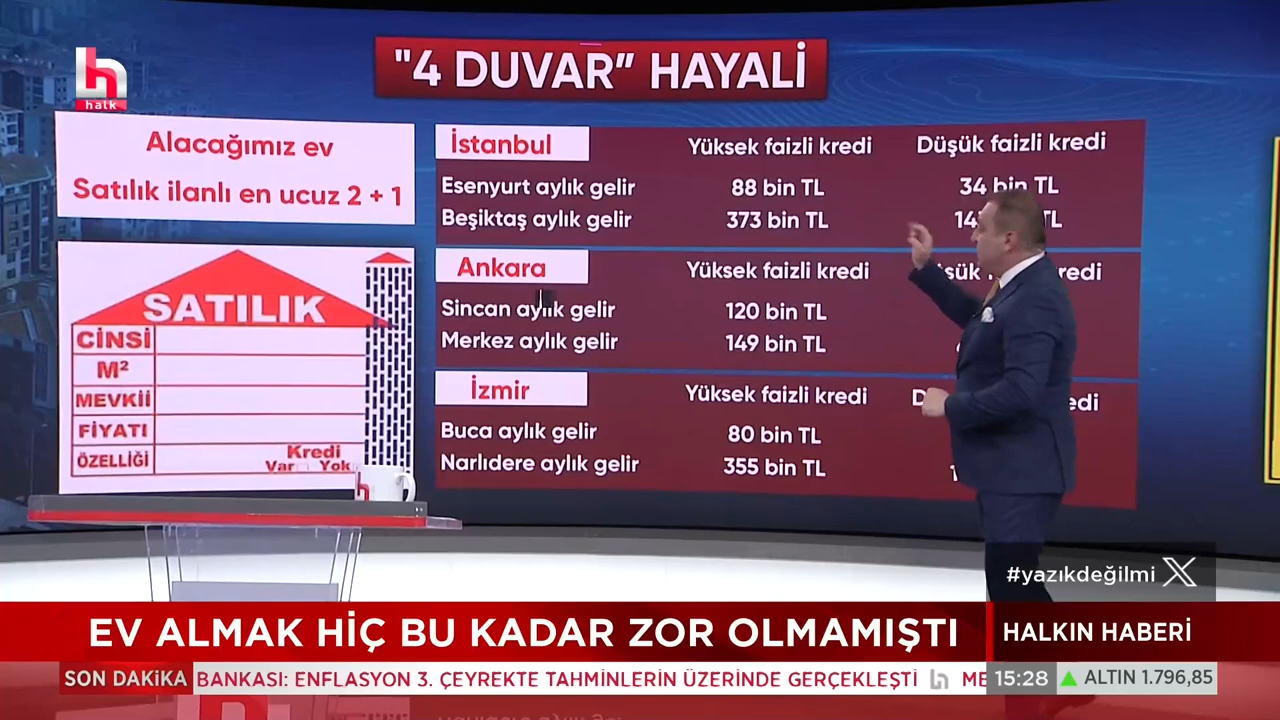 "4 DUVAR” HAYALİ
halk
Alacağımız ev
Satılık ilanlı en ucuz 2 + 1
İstanbul Yüksek faizli kredi Düşük faizli kredi
Esenyurt aylık gelir 88 bin TL 34 bin TL
Beşiktaş aylık gelir 373 bin TL TL
Ankara Yüksek faizli kredi
Sincan aylık gelir 120 bin TL
Merkez aylık gelir 149 bin TL
İzmir Yüksek faizli kredi
Buca aylık gelir 80 bin TL
Narlıdere aylık gelir 355 bin TL
SATILIK
CİNSİ
M²
MEVKİİ
FİYATI
ÖZELLİĞİ
Kredi
Var Yok
#yazıkdeğilmi X
EV ALMAK HİÇ BU KADAR ZOR OLMAMIŞTI
HALKIN HABERİ
SON DAKİKA BANKASI: ENFLASYON 3. ÇEYREKTE TAHMİNLERİN ÜZERİNDE GERÇEKLEŞTİ 15:28 ALTIN 1.796,85